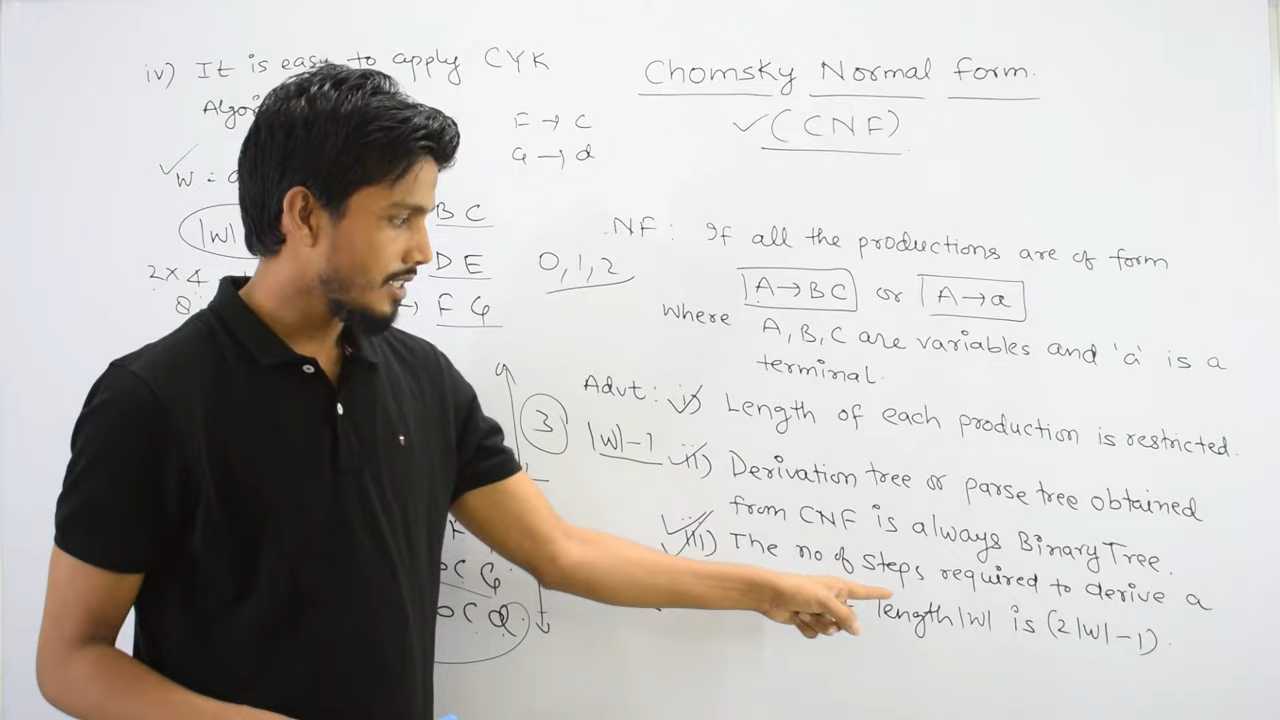 iv) It is easy to apply CYK
F → C
G → d
W :
|W|
2 × 4
8
B C
D E
→ F G
0, 1, 2
3
|W| - 1
C G
C d
Chomsky Normal form.
(CNF)
NF : If all the productions are of form
A → BC or A → a
where A, B, C are variables and 'a' is a
terminal.
Advt : i) Length of each production is restricted.
ii) Derivation tree or parse tree obtained
from CNF is always Binary Tree.
iii) The no of steps required to derive a
length |W| is (2|W| - 1).